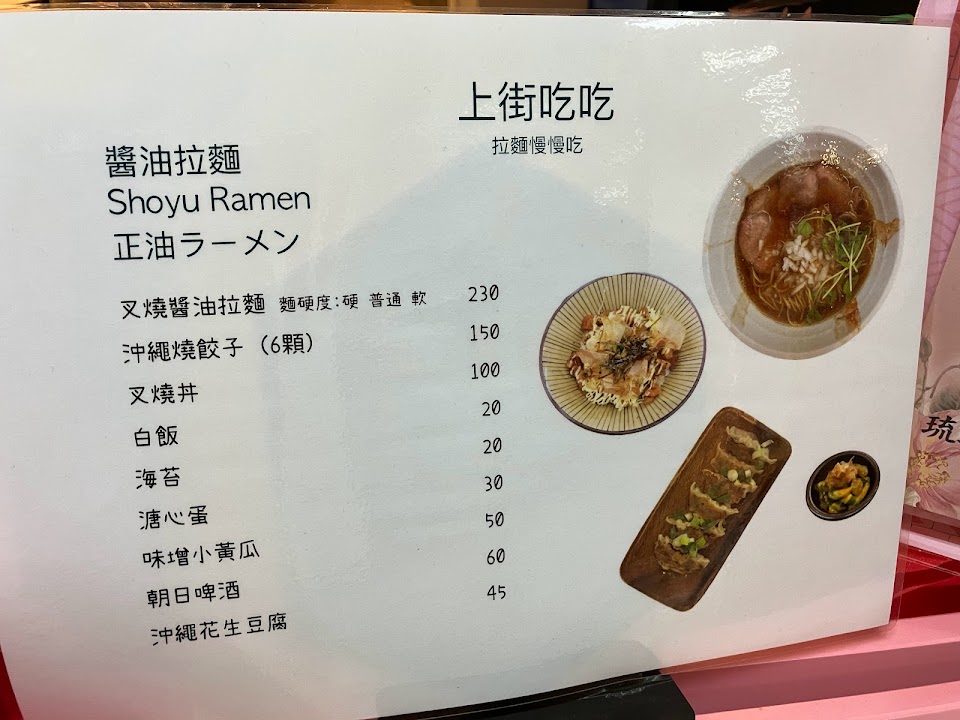 上街吃吃
拉麵慢慢吃
醬油拉麵
Shoyu Ramen
正油ラーメン
叉燒醬油拉麵 麵硬度:硬 普通 軟 230
沖繩燒餃子 (6顆) 150
叉燒丼 100
白飯 20
海苔 20
溏心蛋 30
味增小黃瓜 50
朝日啤酒 60
沖繩花生豆腐 45
琉